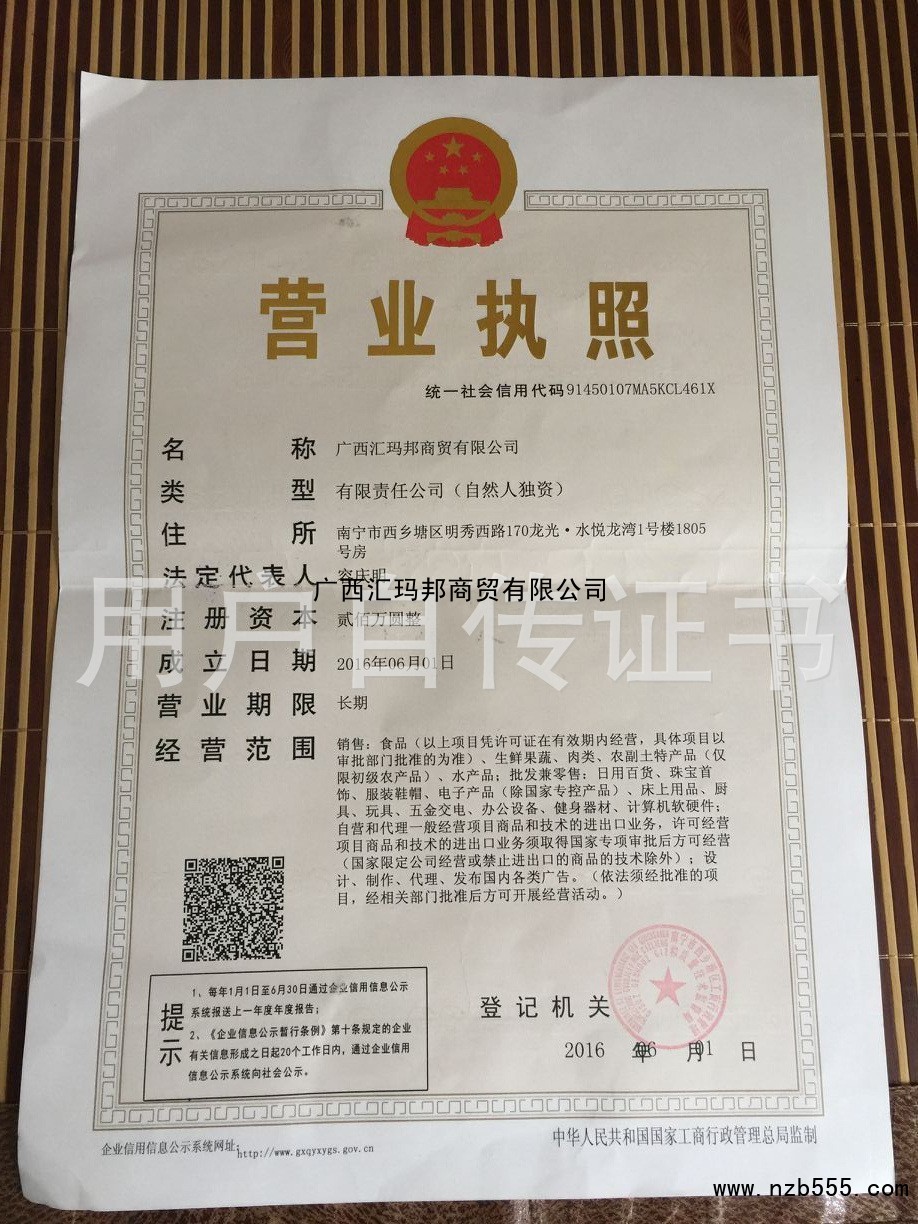 营业执照
统一社会信用代码91450107MA5KCL461X
名称 广西汇玛邦商贸有限公司
类型 有限责任公司（自然人独资）
住所 南宁市西乡塘区明秀西路170龙光·水悦龙湾1号楼1805
号房
法定代表人 容庆明
广西汇玛邦商贸有限公司
用户自传证书
注册资本 贰佰万圆整
成立日期 2016年06月01日
营业期限 长期
经营范围 销售：食品（以上项目凭许可证在有效期内经营，具体项目以
审批部门批准的为准）、生鲜果蔬、肉类、农副土特产品（仅
限初级农产品）、水产品；批发兼零售：日用百货、珠宝首
饰、服装鞋帽、电子产品（除国家专控产品）、床上用品、厨
具、玩具、五金交电、办公设备、健身器材、计算机软硬件；
自营和代理一般经营项目商品和技术的进出口业务，许可经营
项目商品和技术的进出口业务须取得国家专项审批后方可经营
（国家限定公司经营或禁止进出口的商品的技术除外）；设
计、制作、代理、发布国内各类广告。（依法须经批准的项
目，经相关部门批准后方可开展经营活动。）
提示
1、每年1月1日至6月30日通过企业信用信息公示
系统报送上一年度年度报告；
2、《企业信息公示暂行条例》第十条规定的企业
有关信息形成之日起20个工作日内，通过企业信用
信息公示系统向社会公示。
登记机关
2016年06月01日
企业信用信息公示系统网址：http://www.gxqyxygs.gov.cn
中华人民共和国国家工商行政管理总局监制
www.nzb555.com